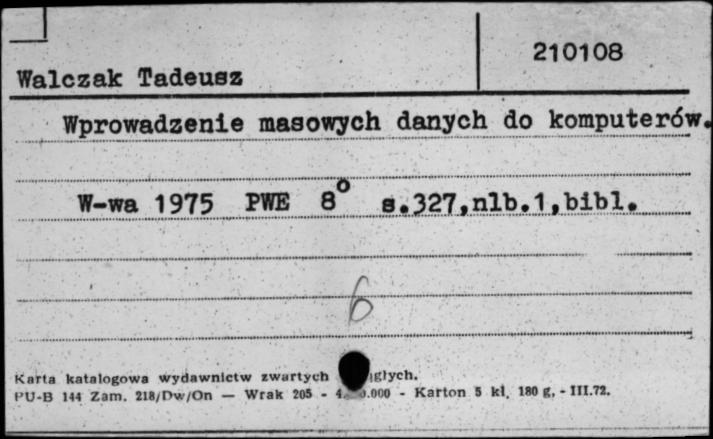 210108
Walczak Tadeusz
Wprowadzenie masowych danych do komputerów.
W-wa 1975 PWE 8° s.327,nlb.1,bibl.
6
Karta katalogowa wydawnictw zwartych
PU-B 144 Zam. 218/Dw/On — Wrak 205 - Karton 5 kl. 180 g. - III.72.